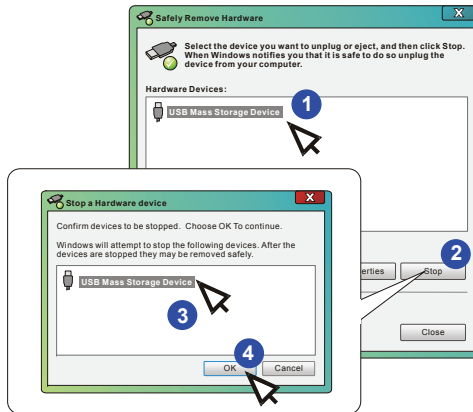 Safely Remove Hardware
X
Select the device you want to unplug or eject, and then click Stop.
When Windows notifies you that it is safe to do so unplug the
device from your computer.
Hardware Devices:
USB Mass Storage Device
1
2
erties
Stop
Close
Stop a Hardware device
X
Confirm devices to be stopped. Choose OK To continue.
Windows will attempt to stop the following devices. After the
devices are stopped they may be removed safely.
USB Mass Storage Device
3
4
OK
Cancel